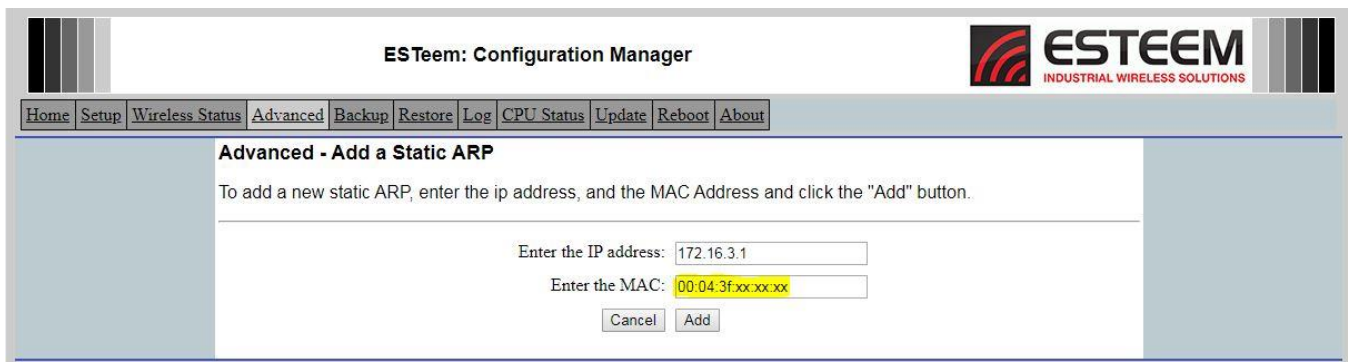 ESTeem: Configuration Manager
ESTEEM
INDUSTRIAL WIRELESS SOLUTIONS
Home Setup Wireless Status Advanced Backup Restore Log CPU Status Update Reboot About
Advanced - Add a Static ARP
To add a new static ARP, enter the ip address, and the MAC Address and click the "Add" button.
Enter the IP address: 172.16.3.1
Enter the MAC: 00:04:3f:xx:xx:xx
Cancel Add